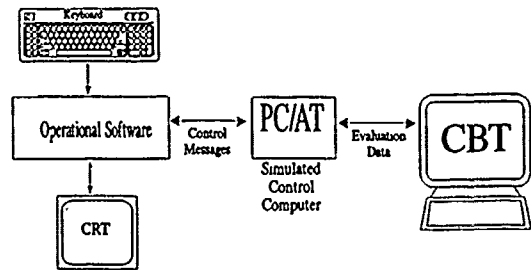 Keyboard
Operational Software
Control
Messages
PC/AT
Simulated
Control
Computer
Evaluation
Data
CBT
CRT